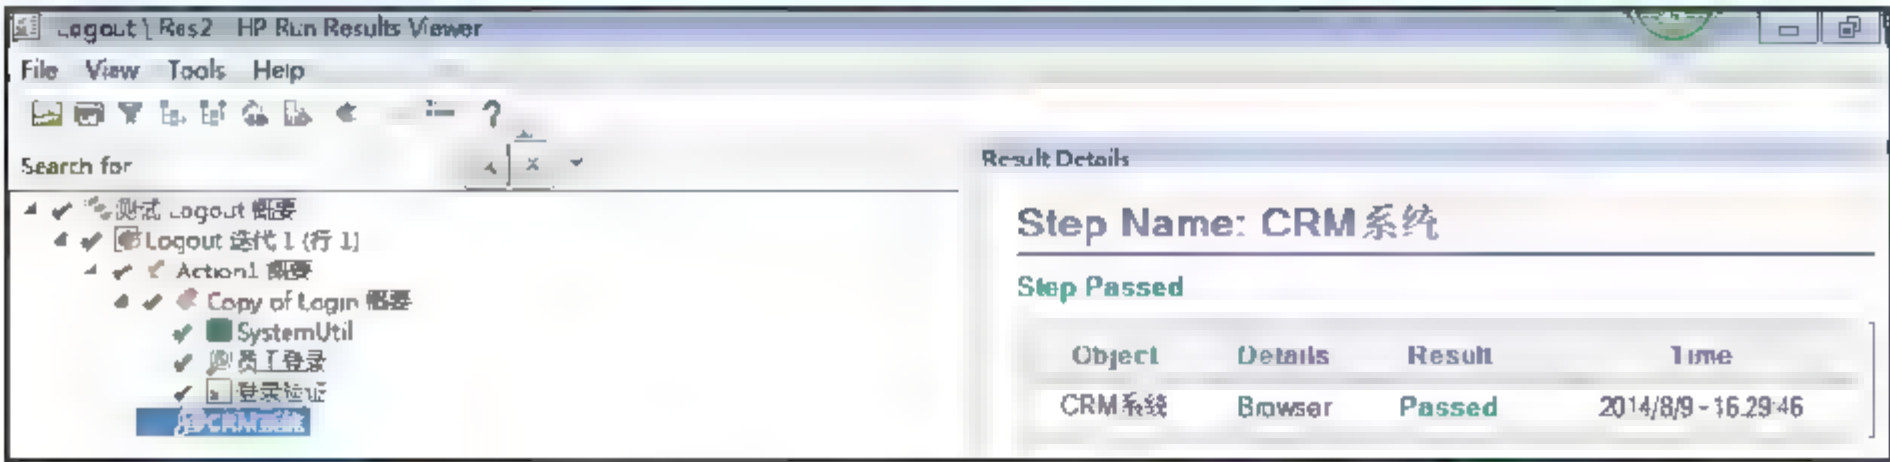 Logout \ Res2 HP Run Results Viewer
File View Tools Help
Search for
测试 Logout 概要
Logout 迭代 1 (行 1)
Action1 概要
Copy of Login 概要
SystemUtil
员工登录
登录验证
CRM系统
Result Details
Step Name: CRM系统
Step Passed
Object Details Result Time
CRM系统 Browser Passed 2014/8/9 - 16:29:46